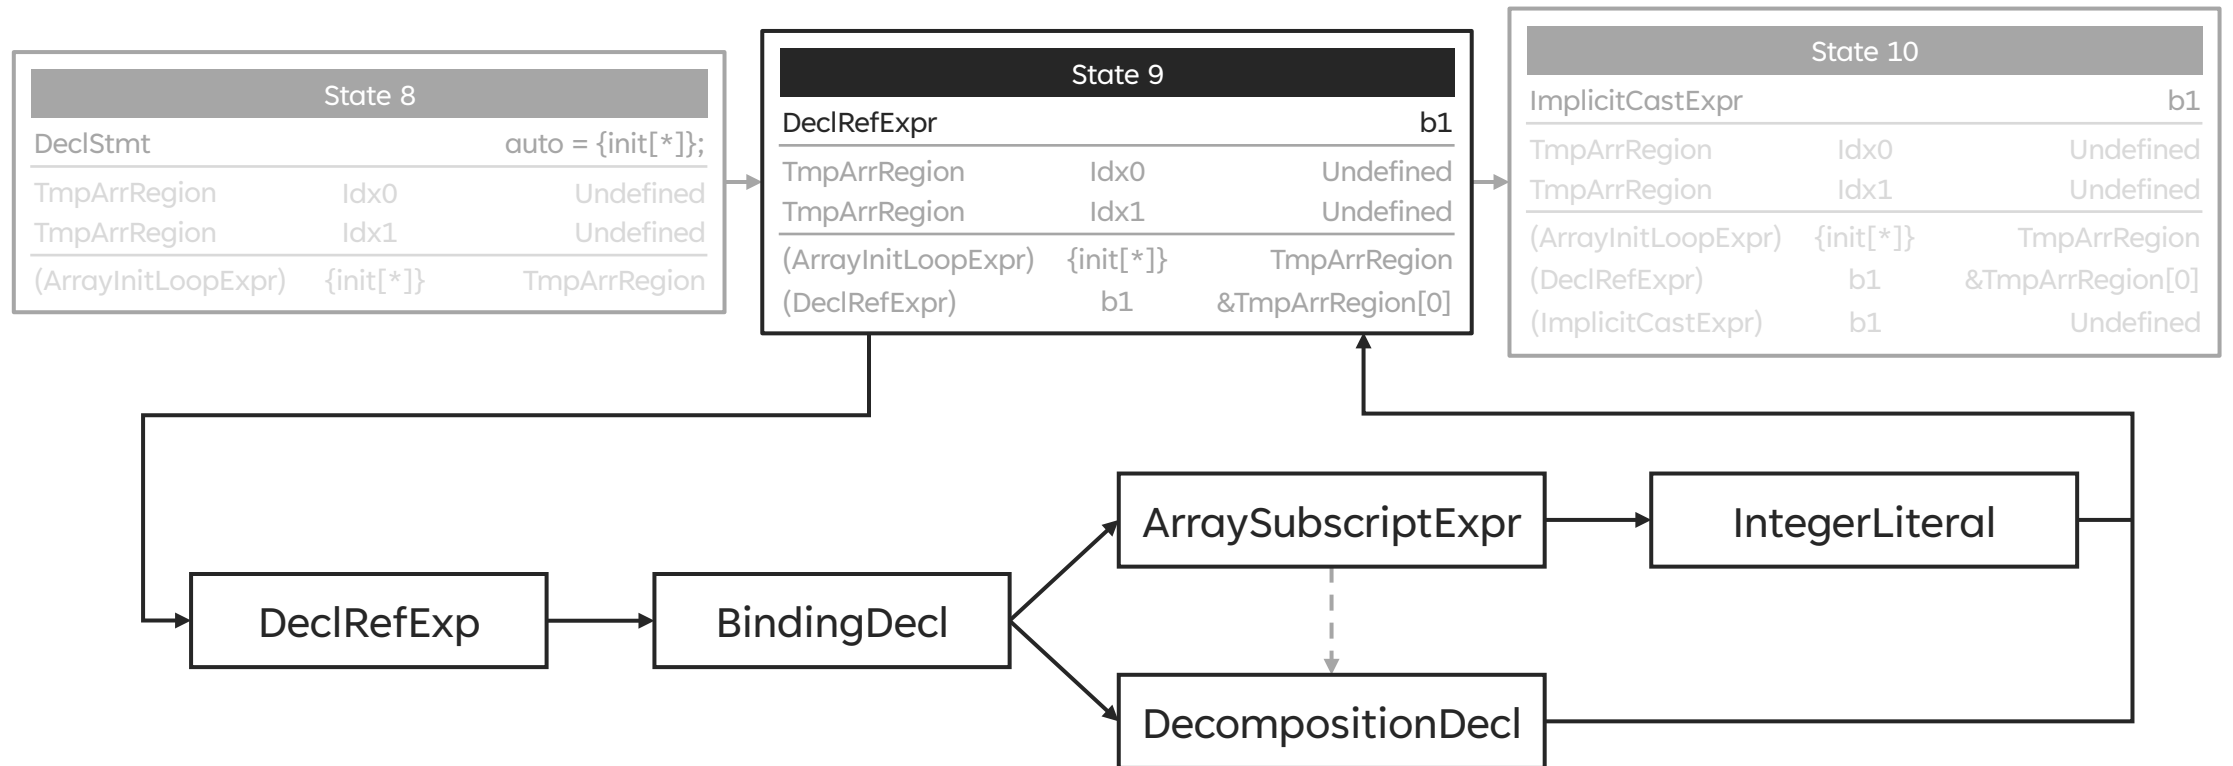 State 8
DeclStmt auto = {init[*]};
TmpArrRegion Idx0 Undefined
TmpArrRegion Idx1 Undefined
(ArrayInitLoopExpr) {init[*]} TmpArrRegion
State 9
DeclRefExpr b1
TmpArrRegion Idx0 Undefined
TmpArrRegion Idx1 Undefined
(ArrayInitLoopExpr) {init[*]} TmpArrRegion
(DeclRefExpr) b1 &TmpArrRegion[0]
State 10
ImplicitCastExpr b1
TmpArrRegion Idx0 Undefined
TmpArrRegion Idx1 Undefined
(ArrayInitLoopExpr) {init[*]} TmpArrRegion
(DeclRefExpr) b1 &TmpArrRegion[0]
(ImplicitCastExpr) b1 Undefined
DeclRefExp
BindingDecl
ArraySubscriptExpr
IntegerLiteral
DecompositionDecl